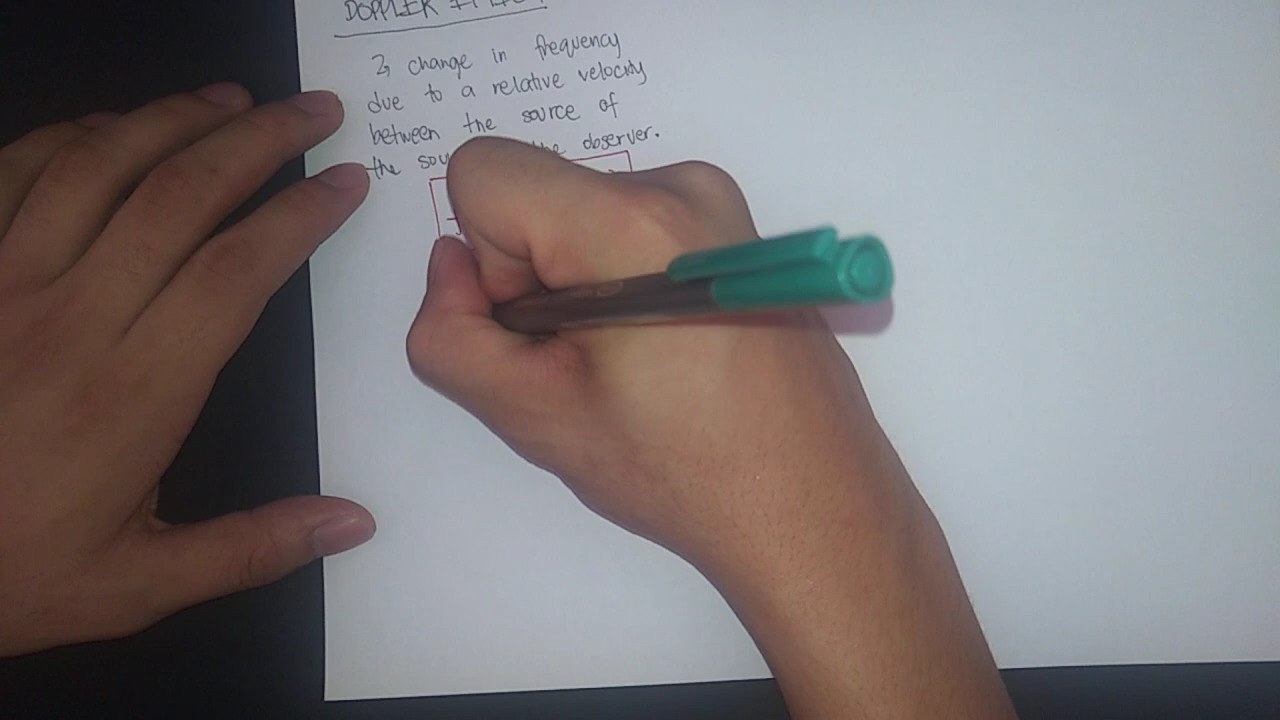 DOPPLER
change in frequency
due to a relative velocity
between the source of
the the observer.